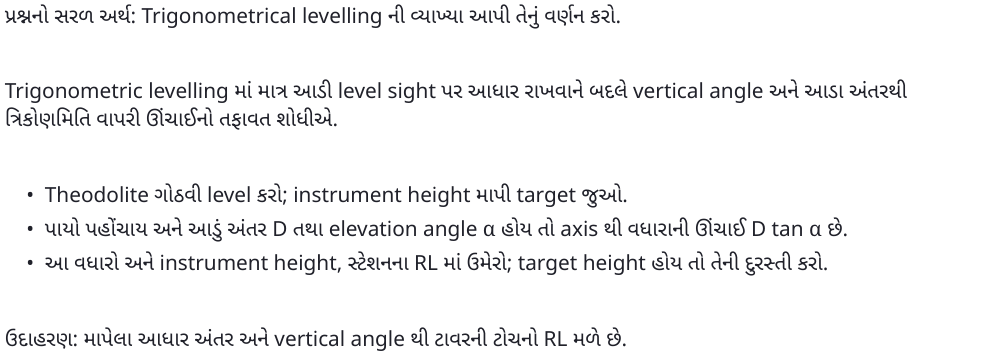 પ્રશ્નનો સરળ અર્થ: Trigonometrical levelling ની વ્યાખ્યા આપી તેનું વર્ણન કરો.
Trigonometric levelling માં માત્ર આડી level sight પર આધાર રાખવાને બદલે vertical angle અને આડા અંતરથી
ત્રિકોણમિતિ વાપરી ઊંચાઈનો તફાવત શોધીએ.
• Theodolite ગોઠવી level કરો; instrument height માપી target જુઓ.
• પાયો પહોંચાય અને આડું અંતર D તથા elevation angle α હોય તો axis થી વધારાની ઊંચાઈ D tan α છે.
• આ વધારો અને instrument height, સ્ટેશનના RL માં ઉમેરો; target height હોય તો તેની દુરસ્તી કરો.
ઉદાહરણ: માપેલા આધાર અંતર અને vertical angle થી ટાવરની ટોચનો RL મળે છે.